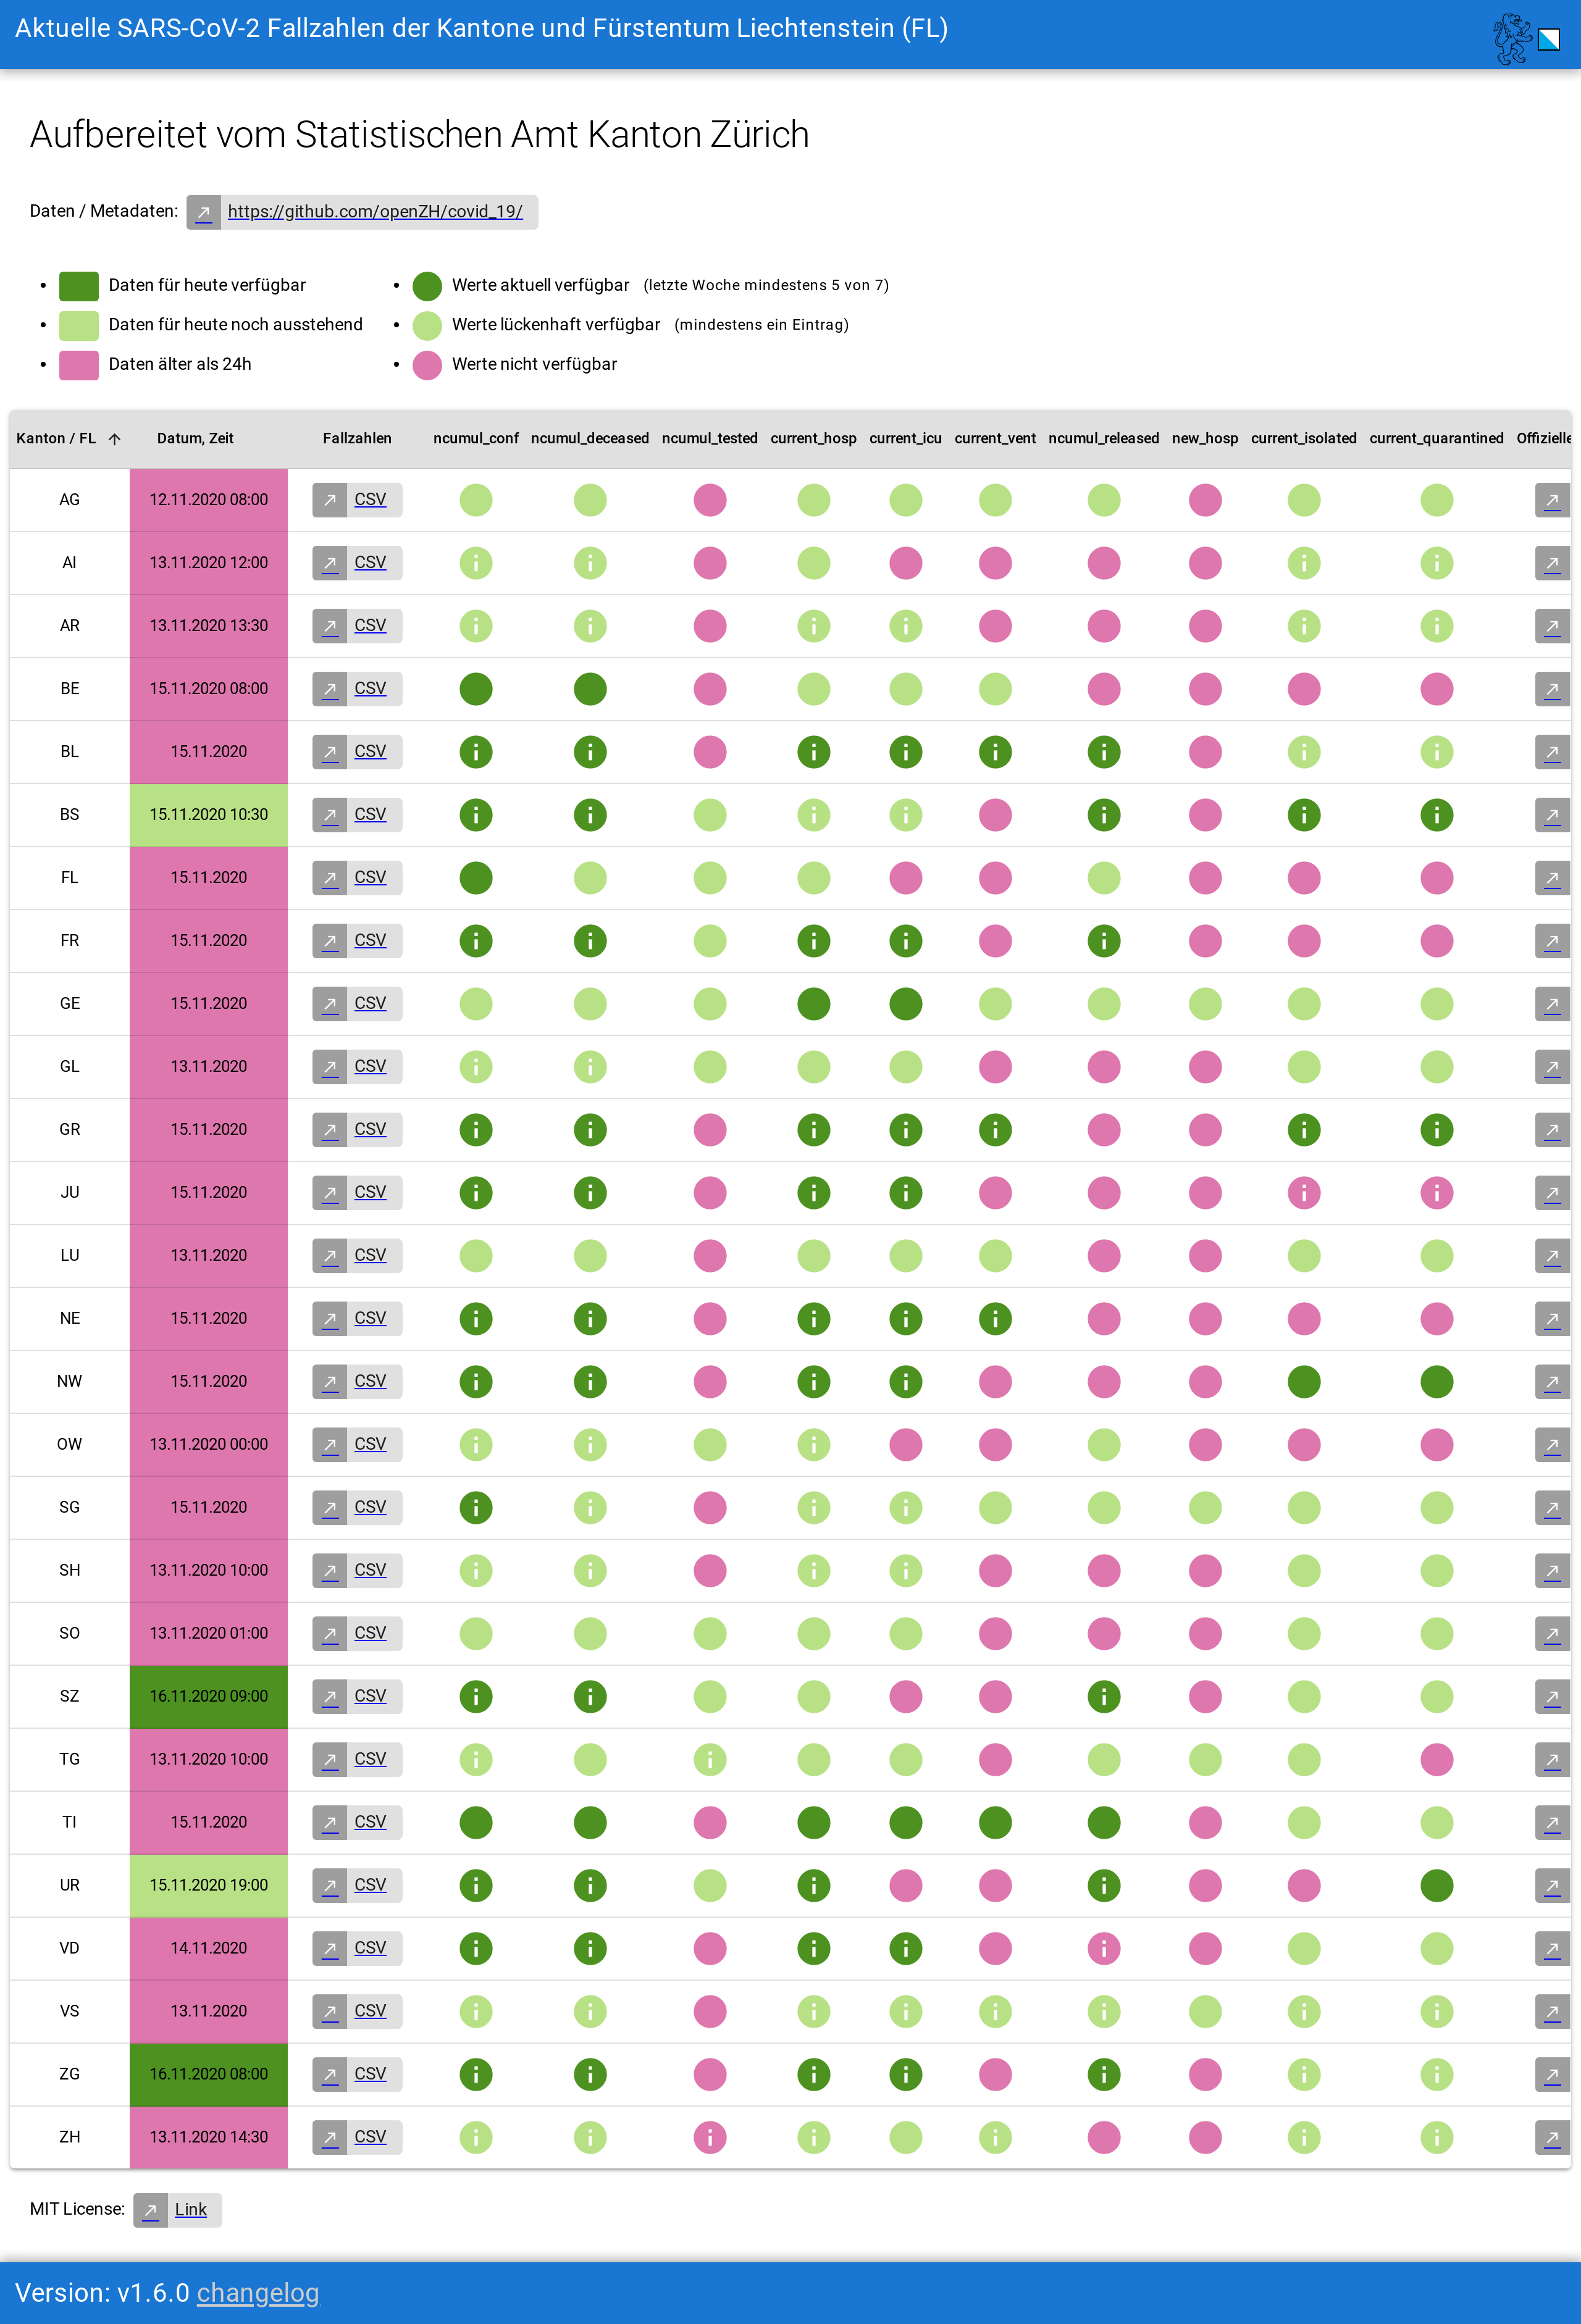 Aktuelle SARS-CoV-2 Fallzahlen der Kantone und Fürstentum Liechtenstein (FL)
Aufbereitet vom Statistischen Amt Kanton Zürich
Daten / Metadaten: https://github.com/openZH/covid_19/
Daten für heute verfügbar
Daten für heute noch ausstehend
Daten älter als 24h
Werte aktuell verfügbar (letzte Woche mindestens 5 von 7)
Werte lückenhaft verfügbar (mindestens ein Eintrag)
Werte nicht verfügbar
Kanton / FL Datum, Zeit Fallzahlen ncumul_conf ncumul_deceased ncumul_tested current_hosp current_icu current_vent ncumul_released new_hosp current_isolated current_quarantined Offizielle
AG 12.11.2020 08:00 CSV
AI 13.11.2020 12:00 CSV
AR 13.11.2020 13:30 CSV
BE 15.11.2020 08:00 CSV
BL 15.11.2020 CSV
BS 15.11.2020 10:30 CSV
FL 15.11.2020 CSV
FR 15.11.2020 CSV
GE 15.11.2020 CSV
GL 13.11.2020 CSV
GR 15.11.2020 CSV
JU 15.11.2020 CSV
LU 13.11.2020 CSV
NE 15.11.2020 CSV
NW 15.11.2020 CSV
OW 13.11.2020 00:00 CSV
SG 15.11.2020 CSV
SH 13.11.2020 10:00 CSV
SO 13.11.2020 01:00 CSV
SZ 16.11.2020 09:00 CSV
TG 13.11.2020 10:00 CSV
TI 15.11.2020 CSV
UR 15.11.2020 19:00 CSV
VD 14.11.2020 CSV
VS 13.11.2020 CSV
ZG 16.11.2020 08:00 CSV
ZH 13.11.2020 14:30 CSV
MIT License: Link
Version: v1.6.0 changelog